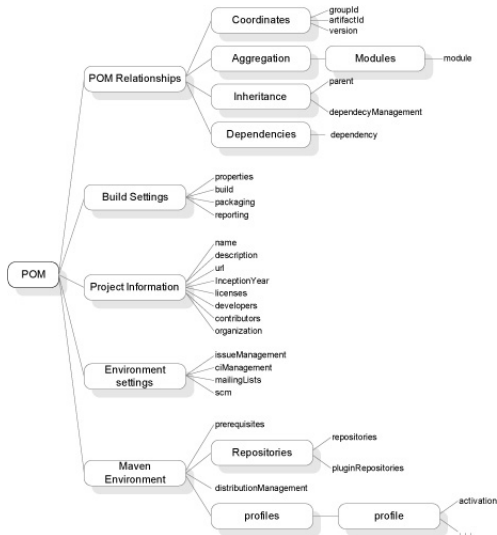 Coordinates
groupId
artifactId
version
POM Relationships
Aggregation
Modules
module
Inheritance
parent
dependecyManagement
Dependencies
dependency
Build Settings
properties
build
packaging
reporting
POM
Project Information
name
description
url
InceptionYear
licenses
developers
contributors
organization
Environment
settings
issueManagement
ciManagement
mailingLists
scm
Maven
Environment
prerequisites
Repositories
repositories
pluginRepositories
distributionManagement
profiles
profile
activation